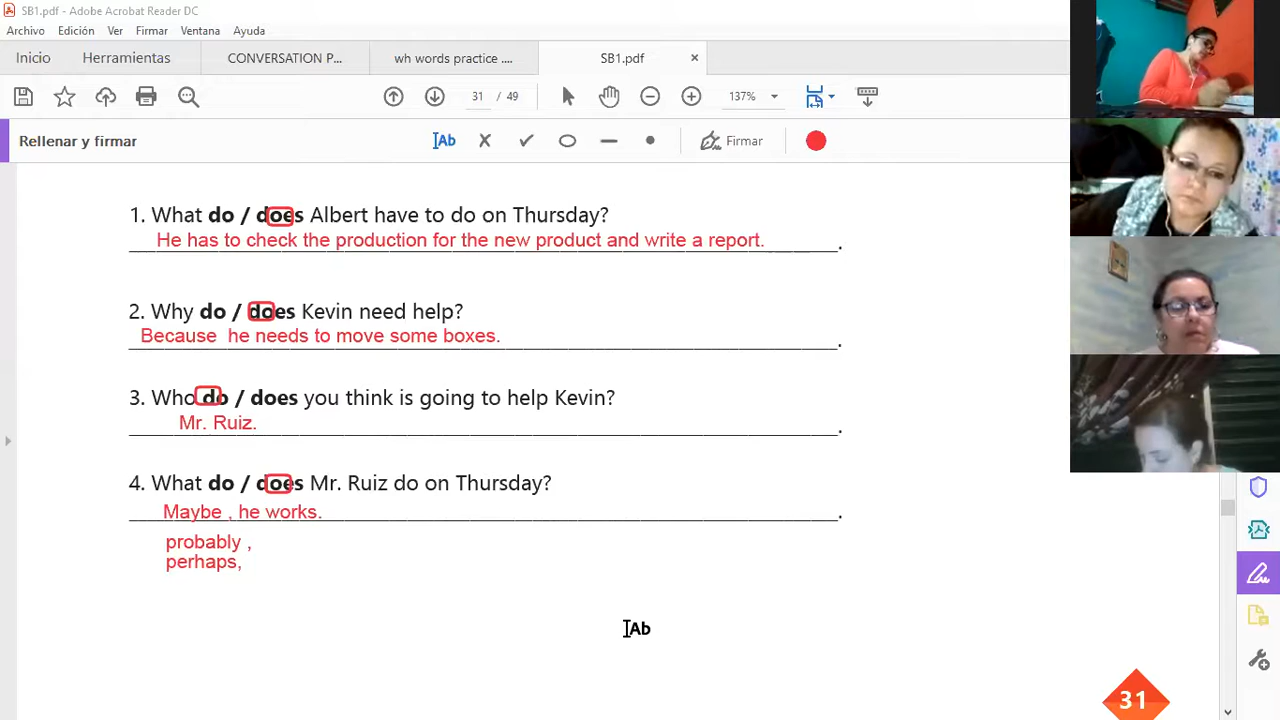 SB1.pdf - Adobe Acrobat Reader DC
Archivo Edición Ver Firmar Ventana Ayuda
Inicio Herramientas CONVERSATION P... wh words practice .... SB1.pdf ×
31 / 49 137%
Rellenar y firmar Ab Firmar
1. What do / does Albert have to do on Thursday?
He has to check the production for the new product and write a report.
2. Why do / does Kevin need help?
Because he needs to move some boxes.
3. Who do / does you think is going to help Kevin?
Mr. Ruiz.
4. What do / does Mr. Ruiz do on Thursday?
Maybe , he works.
probably ,
perhaps,
Ab
31